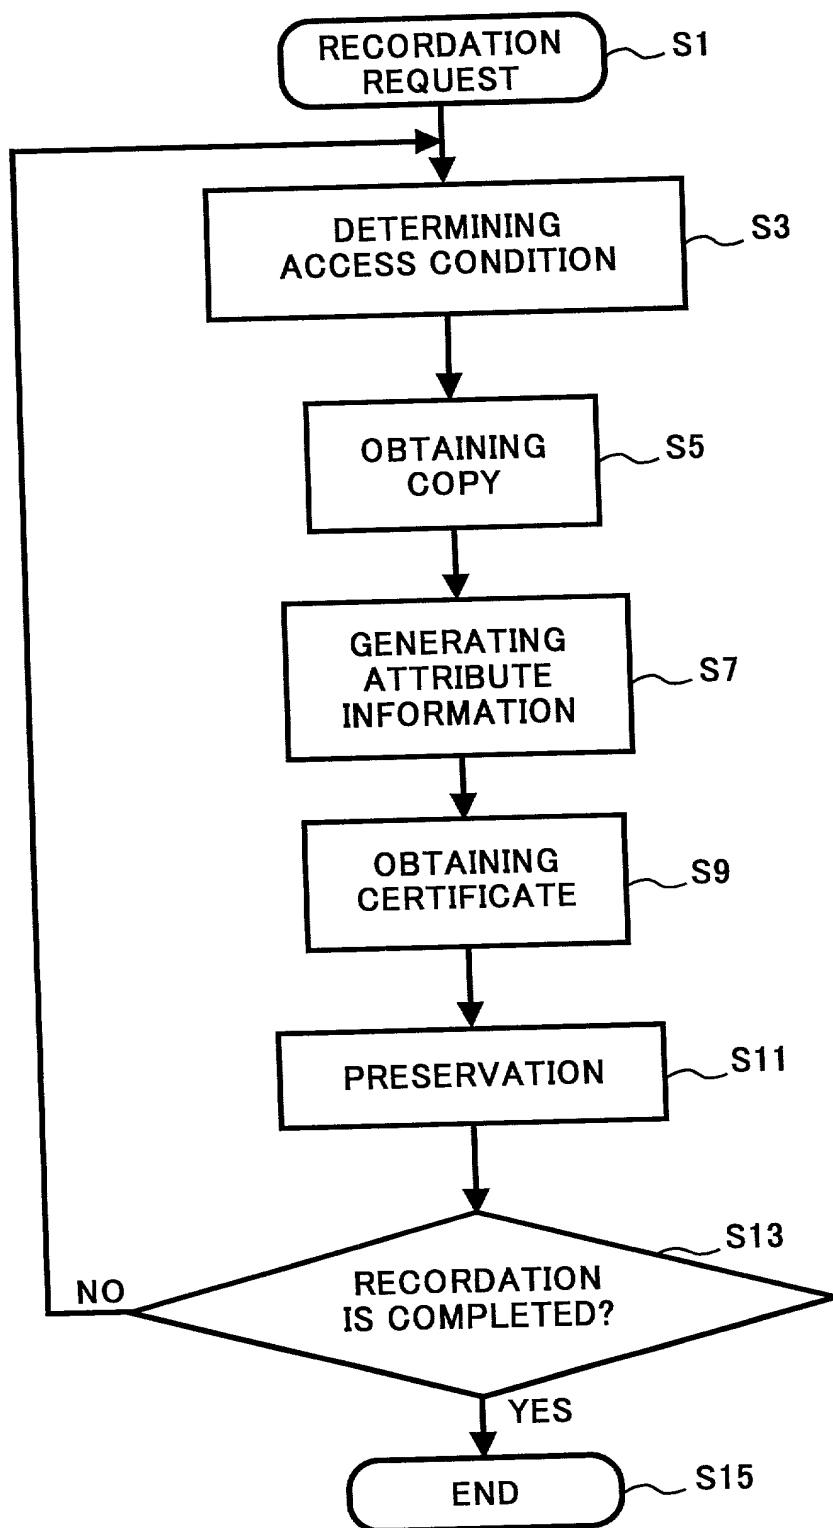 RECORDATION
REQUEST
S1
DETERMINING
ACCESS CONDITION
S3
OBTAINING
COPY
S5
GENERATING
ATTRIBUTE
INFORMATION
S7
OBTAINING
CERTIFICATE
S9
PRESERVATION
S11
S13
RECORDATION
IS COMPLETED?
NO
YES
END
S15